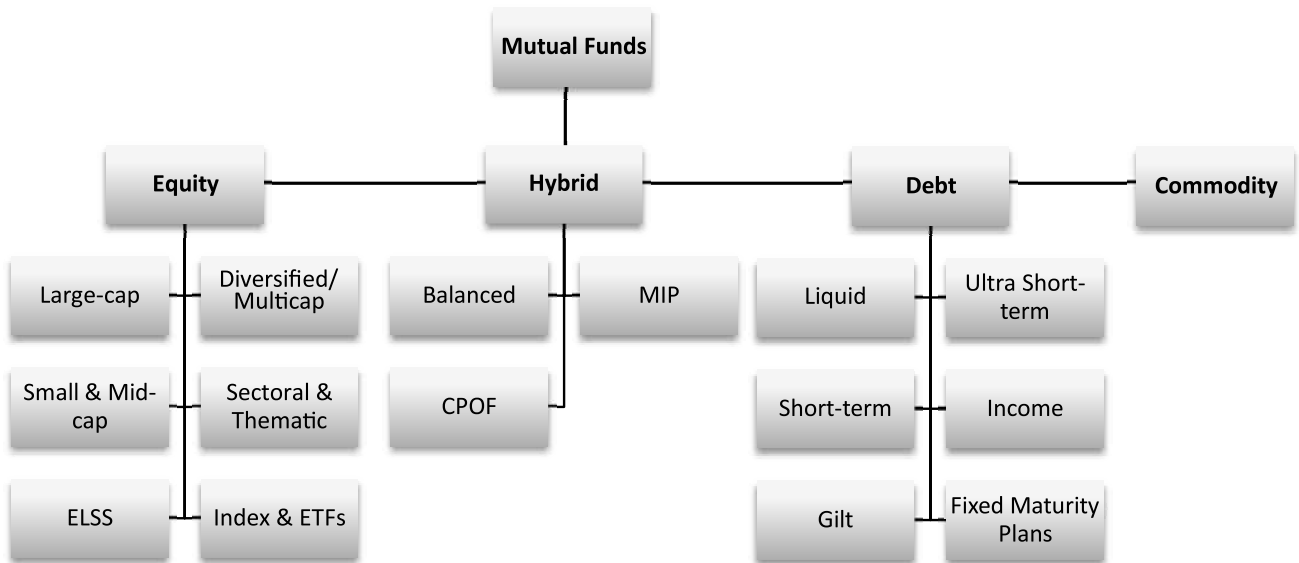 Mutual Funds
Equity
Hybrid
Debt
Commodity
Large-cap
Diversified/
Multicap
Balanced
MIP
Liquid
Ultra Short-
term
Small & Mid-
cap
Sectoral &
Thematic
CPOF
Short-term
Income
ELSS
Index & ETFs
Gilt
Fixed Maturity
Plans